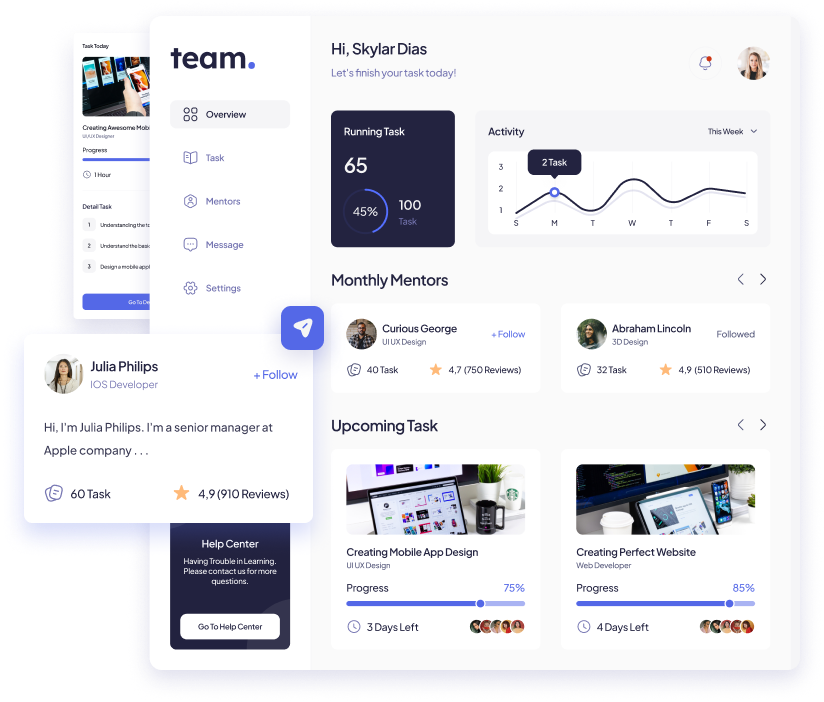 Task Today
Creating Awesome Mobi
UI/UX Designer
Progress
1 Hour
Detail Task
1 Understanding the to
2 Understand the basic
3 Design a mobile appl
Go To De
team.
Overview
Task
Mentors
Message
Settings
Julia Philips
IOS Developer
+ Follow
Hi, I'm Julia Philips. I'm a senior manager at
Apple company . . .
60 Task
4,9 (910 Reviews)
Help Center
Having Trouble in Learning.
Please contact us for more
questions.
Go To Help Center
Hi, Skylar Dias
Let's finish your task today!
Running Task
65
45%
100
Task
Activity
This Week
2 Task
3
2
1
S M T W T F S
Monthly Mentors
Curious George
UI UX Design
+ Follow
40 Task
4,7 (750 Reviews)
Abraham Lincoln
3D Design
Followed
32 Task
4,9 (510 Reviews)
Upcoming Task
Creating Mobile App Design
UI UX Design
Progress 75%
3 Days Left
Creating Perfect Website
Web Developer
Progress 85%
4 Days Left